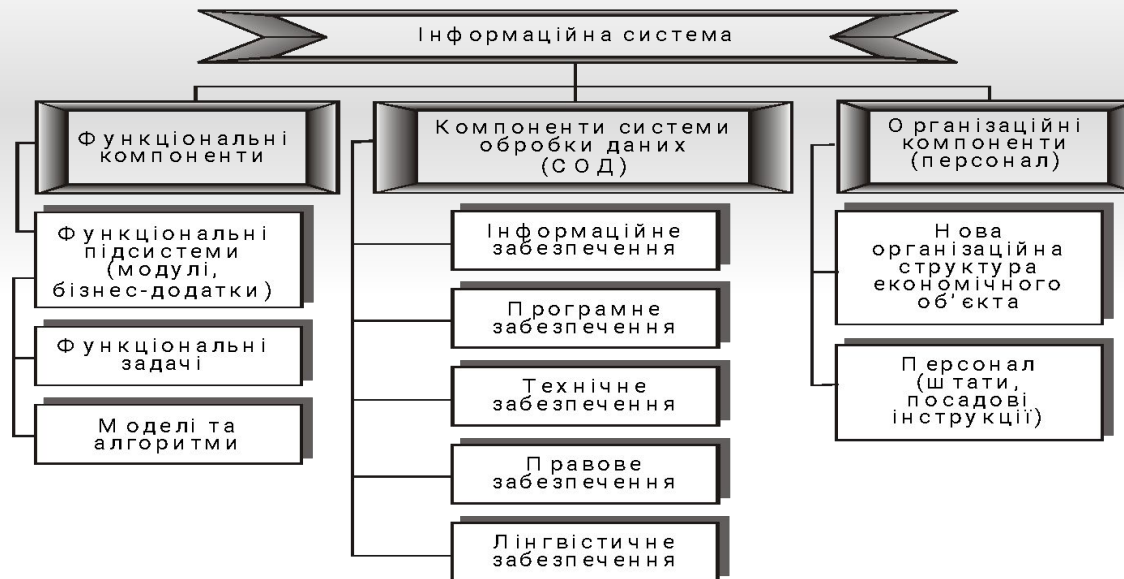 Інформаційна система
Функціональні
компоненти
Функціональні
підсистеми
(модулі,
бізнес-додатки)
Функціональні
задачі
Моделі та
алгоритми
Компоненти системи
обробки даних
(СОД)
Інформаційне
забезпечення
Програмне
забезпечення
Технічне
забезпечення
Правове
забезпечення
Лінгвістичне
забезпечення
Організаційні
компоненти
(персонал)
Нова
організаційна
структура
економічного
об’єкта
Персонал
(штати,
посадові
інструкції)